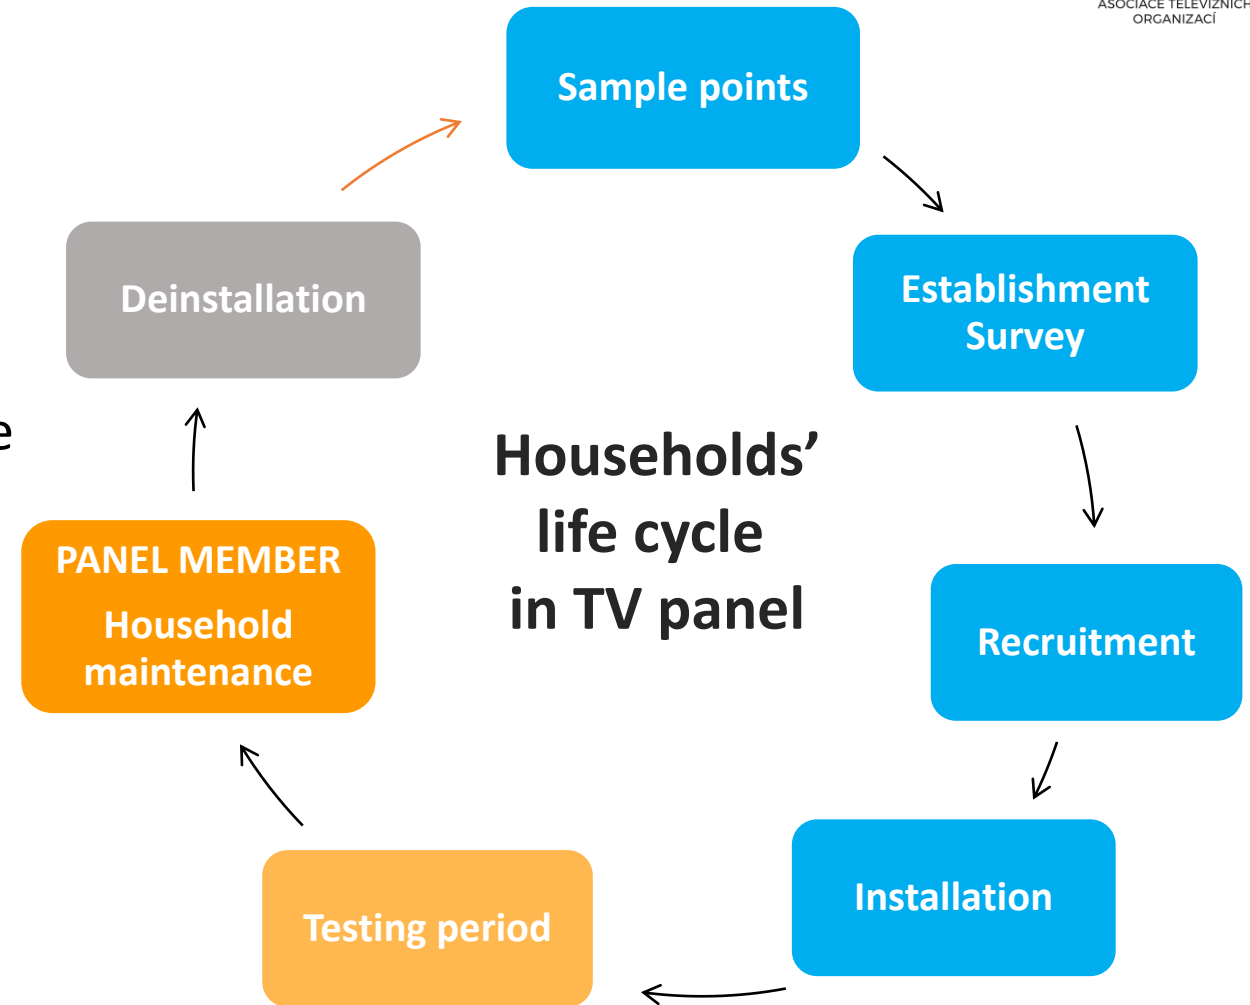 ASOCIACE TELEVIZNÍCH
ORGANIZACÍ
Sample points
Establishment
Survey
Recruitment
Installation
Testing period
PANEL MEMBER
Household
maintenance
Deinstallation
Households’
life cycle
in TV panel